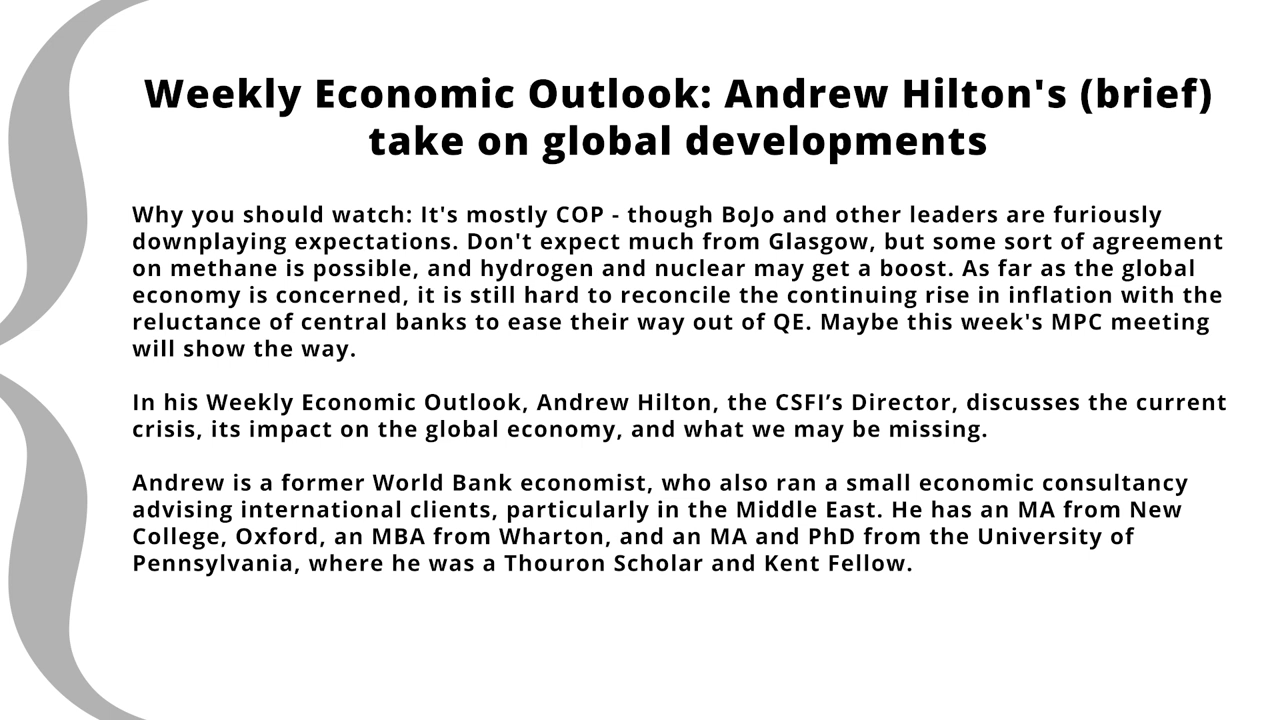 Weekly Economic Outlook: Andrew Hilton's (brief)
take on global developments
Why you should watch: It's mostly COP - though BoJo and other leaders are furiously
downplaying expectations. Don't expect much from Glasgow, but some sort of agreement
on methane is possible, and hydrogen and nuclear may get a boost. As far as the global
economy is concerned, it is still hard to reconcile the continuing rise in inflation with the
reluctance of central banks to ease their way out of QE. Maybe this week's MPC meeting
will show the way.
In his Weekly Economic Outlook, Andrew Hilton, the CSFI’s Director, discusses the current
crisis, its impact on the global economy, and what we may be missing.
Andrew is a former World Bank economist, who also ran a small economic consultancy
advising international clients, particularly in the Middle East. He has an MA from New
College, Oxford, an MBA from Wharton, and an MA and PhD from the University of
Pennsylvania, where he was a Thouron Scholar and Kent Fellow.